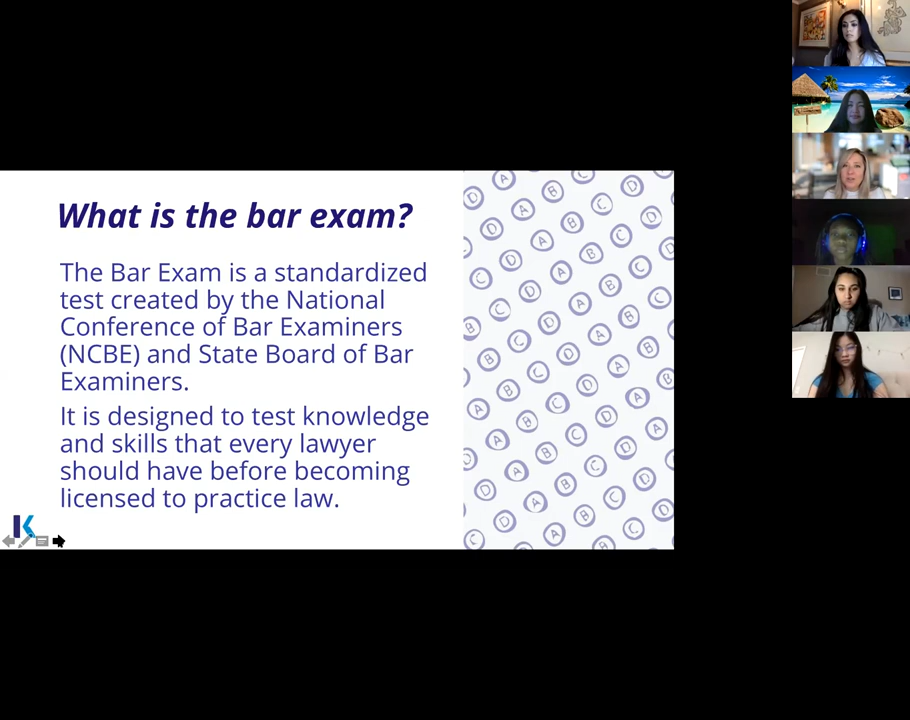 What is the bar exam?
The Bar Exam is a standardized
test created by the National
Conference of Bar Examiners
(NCBE) and State Board of Bar
Examiners.
It is designed to test knowledge
and skills that every lawyer
should have before becoming
licensed to practice law.
K